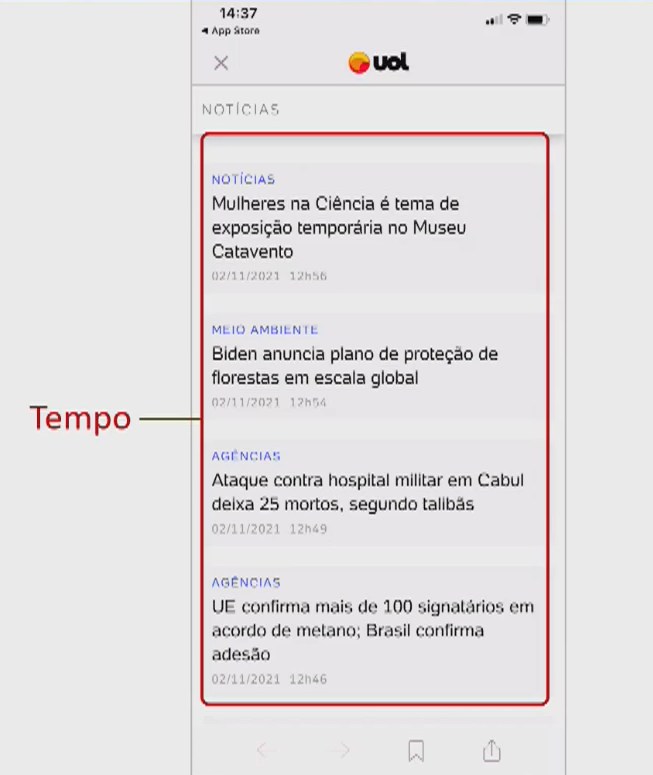 14:37
App Store
uol
NOTÍCIAS
NOTÍCIAS
Mulheres na Ciência é tema de
exposição temporária no Museu
Catavento
02/11/2021 12h56
MEIO AMBIENTE
Biden anuncia plano de proteção de
florestas em escala global
02/11/2021 12h54
Tempo
AGÊNCIAS
Ataque contra hospital militar em Cabul
deixa 25 mortos, segundo talibãs
02/11/2021 12h49
AGÊNCIAS
UE confirma mais de 100 signatários em
acordo de metano; Brasil confirma
adesão
02/11/2021 12h46